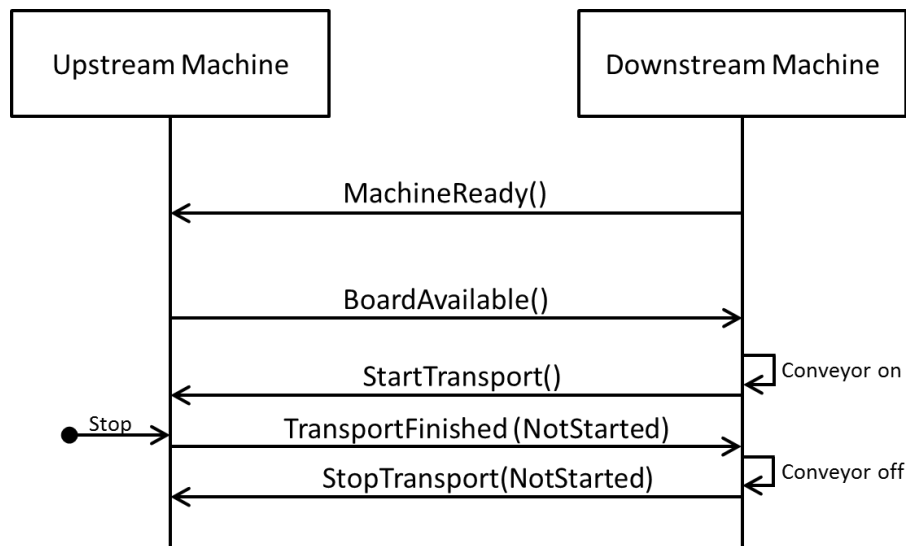 Upstream Machine
Downstream Machine
MachineReady()
BoardAvailable()
Conveyor on
StartTransport()
Stop
TransportFinished (NotStarted)
Conveyor off
StopTransport(NotStarted)